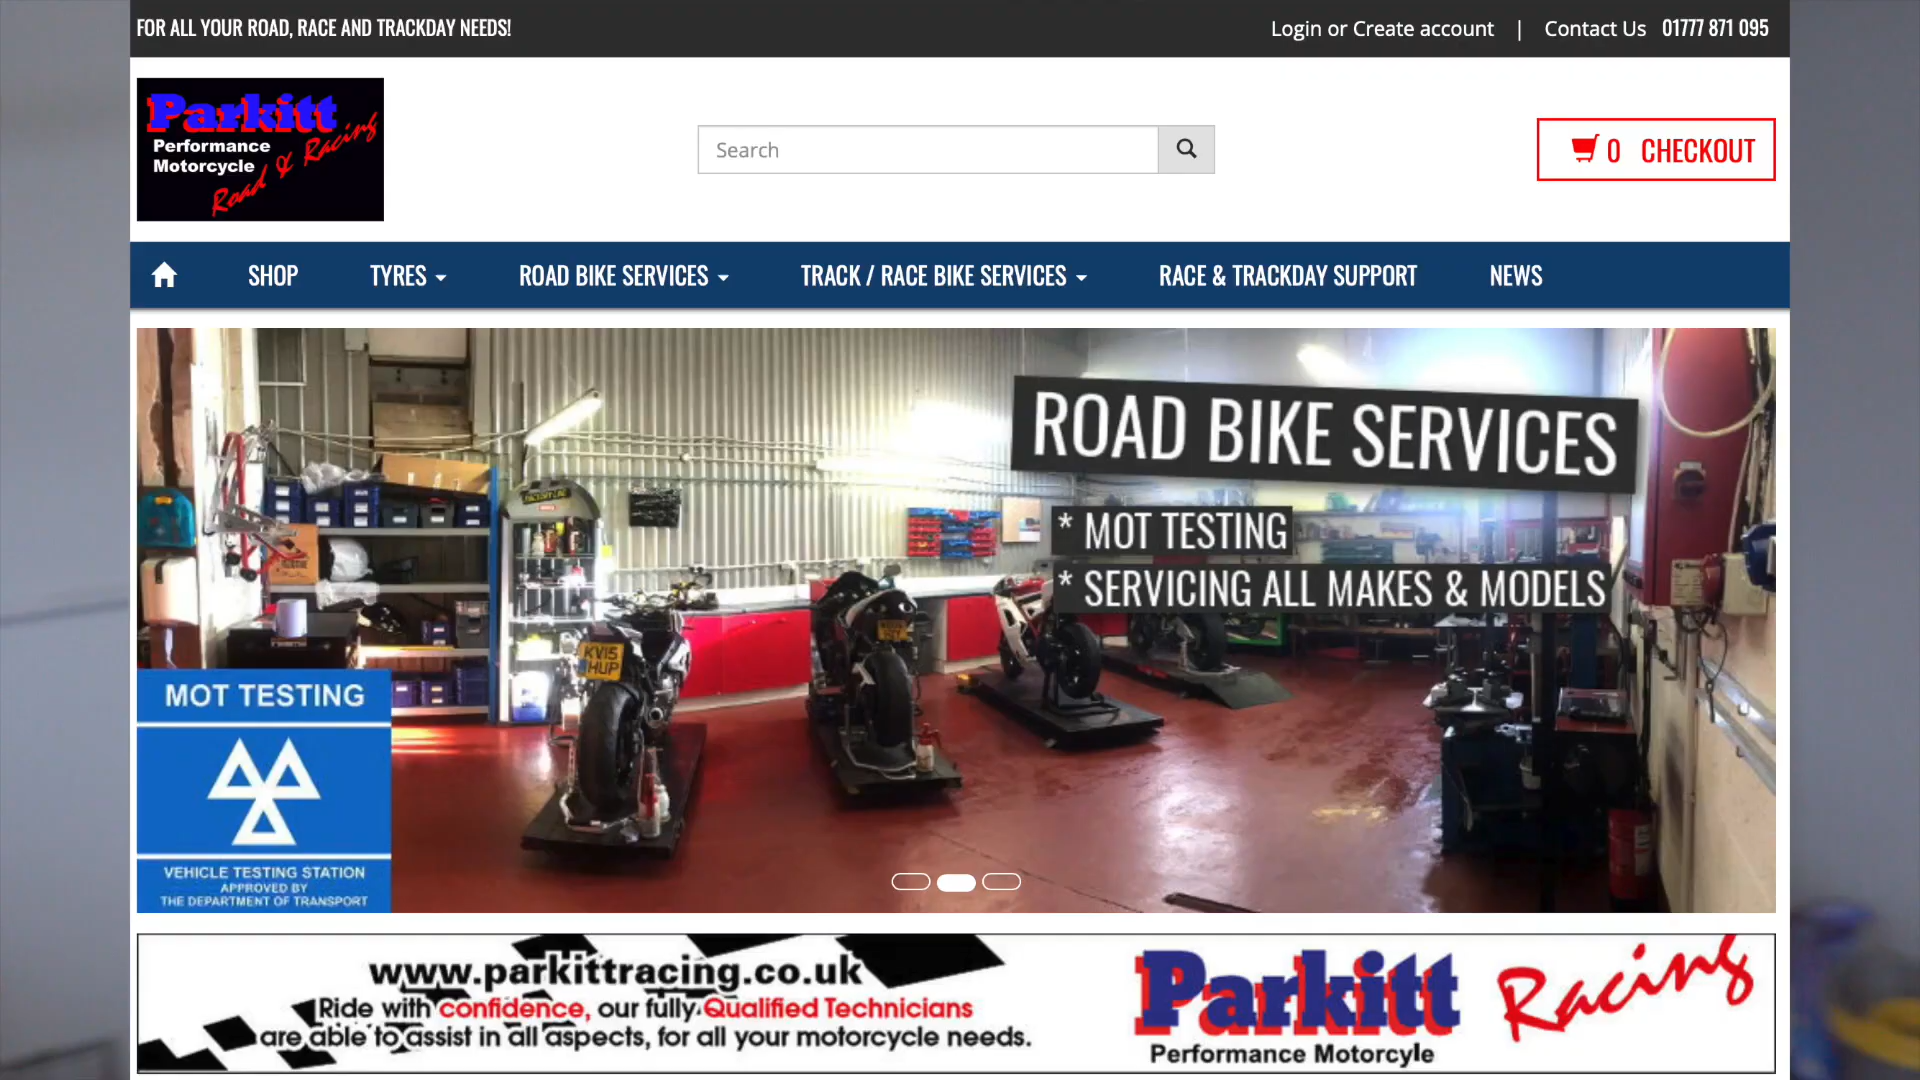 FOR ALL YOUR ROAD, RACE AND TRACKDAY NEEDS!
Login or Create account | Contact Us 01777 871 095
Parkitt
Performance
Motorcycle
Road & Racing
Search
0 CHECKOUT
SHOP TYRES ROAD BIKE SERVICES TRACK / RACE BIKE SERVICES RACE & TRACKDAY SUPPORT NEWS
ROAD BIKE SERVICES
* MOT TESTING
* SERVICING ALL MAKES & MODELS
KV15
HUP
MOT TESTING
VEHICLE TESTING STATION
APPROVED BY
THE DEPARTMENT OF TRANSPORT
www.parkittracing.co.uk
Ride with confidence, our fully Qualified Technicians
are able to assist in all aspects, for all your motorcycle needs.
Parkitt Racing
Performance Motorcyle